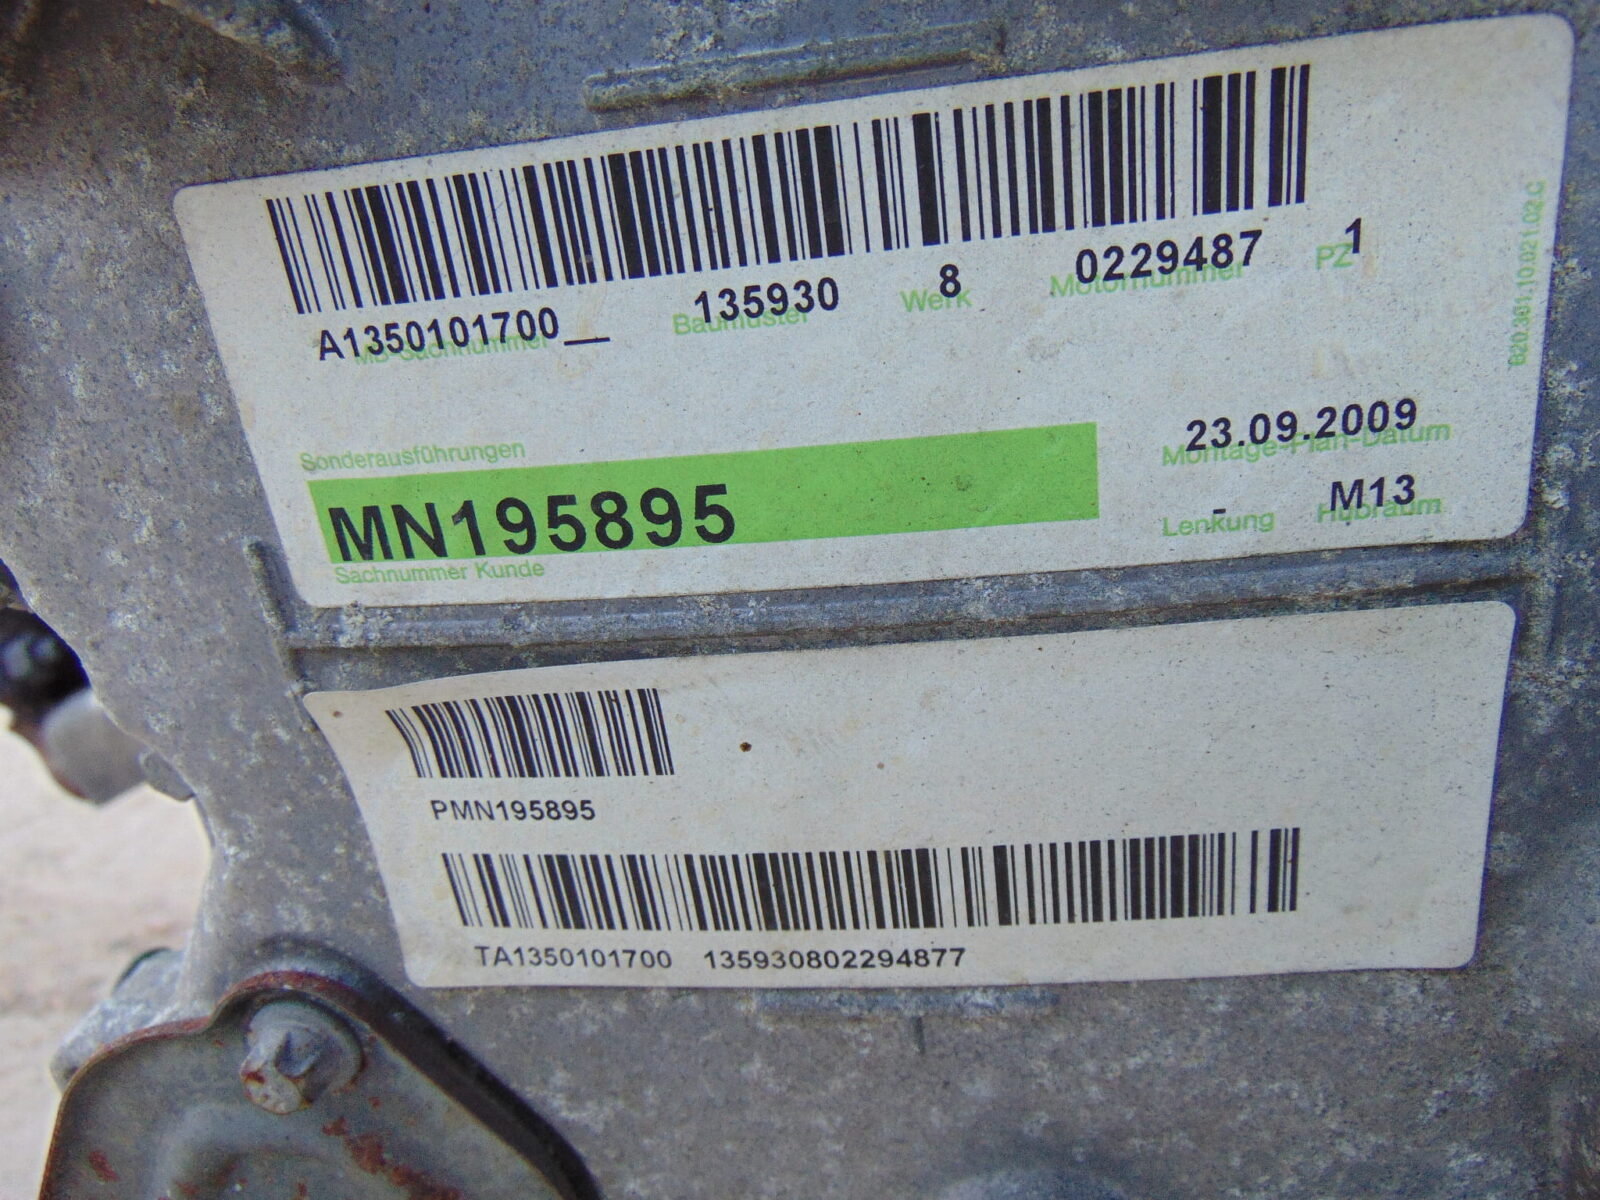 A1350101700__ 135930 8 0229487 1
MB-Sachnummer Baumuster Werk Motornummer PZ
B20.301.10.021.02.C
23.09.2009
Sonderausführungen Montage-Plan-Datum
MN195895 - M13
Sachnummer Kunde Lenkung Hubraum
PMN195895
TA1350101700 135930802294877